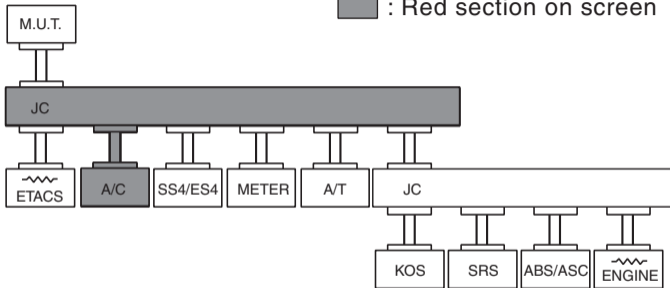 : Red section on screen
M.U.T.
JC
ETACS
A/C
SS4/ES4
METER
A/T
JC
KOS
SRS
ABS/ASC
ENGINE